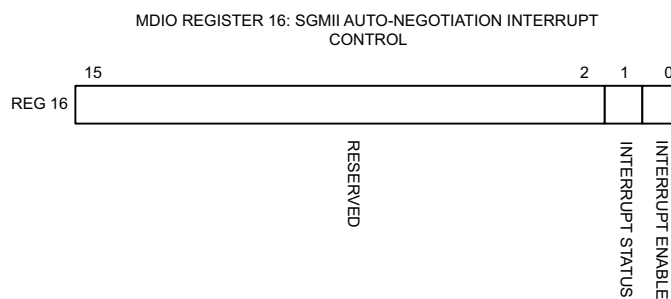 MDIO REGISTER 16: SGMII AUTO-NEGOTIATION INTERRUPT
CONTROL
15 2 1 0
REG 16
RESERVED
INTERRUPT STATUS
INTERRUPT ENABLE